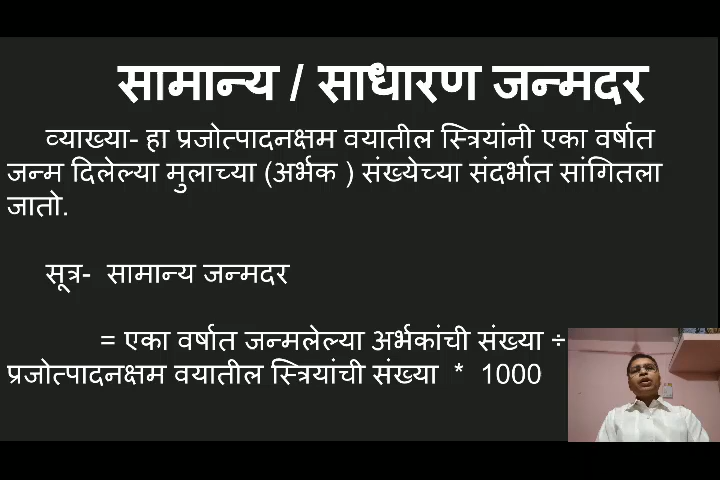 सामान्य / साधारण जन्मदर
व्याख्या- हा प्रजोत्पादनक्षम वयातील स्त्रियांनी एका वर्षात
जन्म दिलेल्या मुलाच्या (अर्भक ) संख्येच्या संदर्भात सांगितला
जातो.
सूत्र- सामान्य जन्मदर
= एका वर्षात जन्मलेल्या अर्भकांची संख्या ÷
प्रजोत्पादनक्षम वयातील स्त्रियांची संख्या * 1000